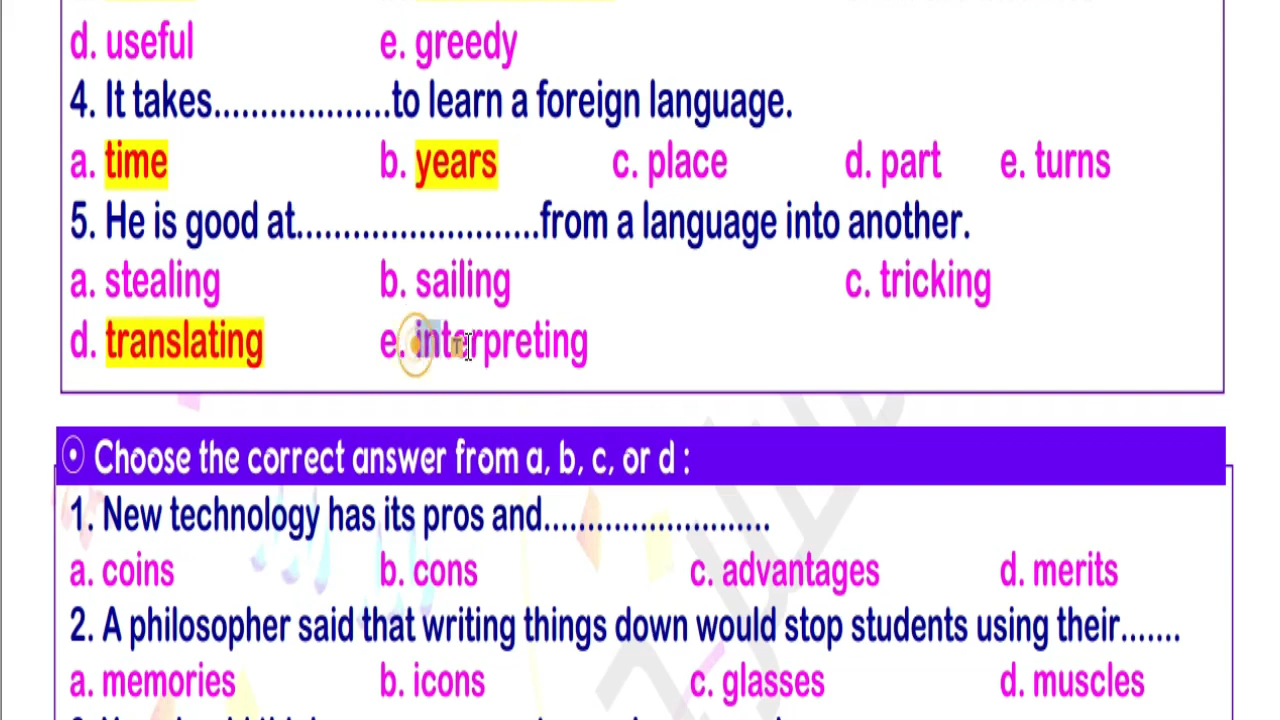 d. useful e. greedy
4. It takes...................to learn a foreign language.
a. time b. years c. place d. part e. turns
5. He is good at..........................from a language into another.
a. stealing b. sailing c. tricking
d. translating e. interpreting
Choose the correct answer from a, b, c, or d :
1. New technology has its pros and........................
a. coins b. cons c. advantages d. merits
2. A philosopher said that writing things down would stop students using their.......
a. memories b. icons c. glasses d. muscles